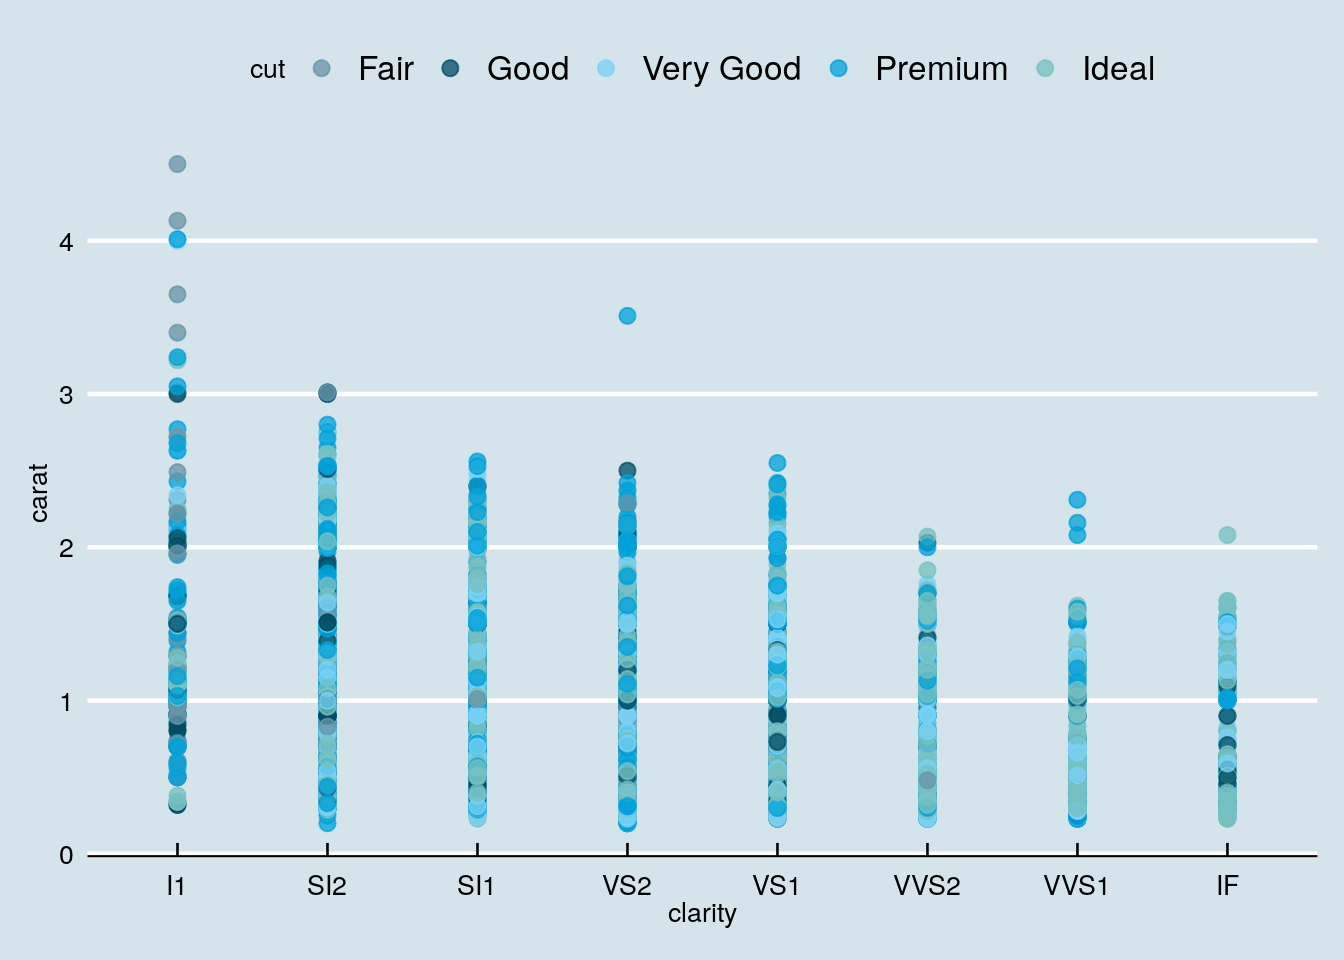 cut Fair Good Very Good Premium Ideal
4
3
2
1
0
carat
I1 SI2 SI1 VS2 VS1 VVS2 VVS1 IF
clarity